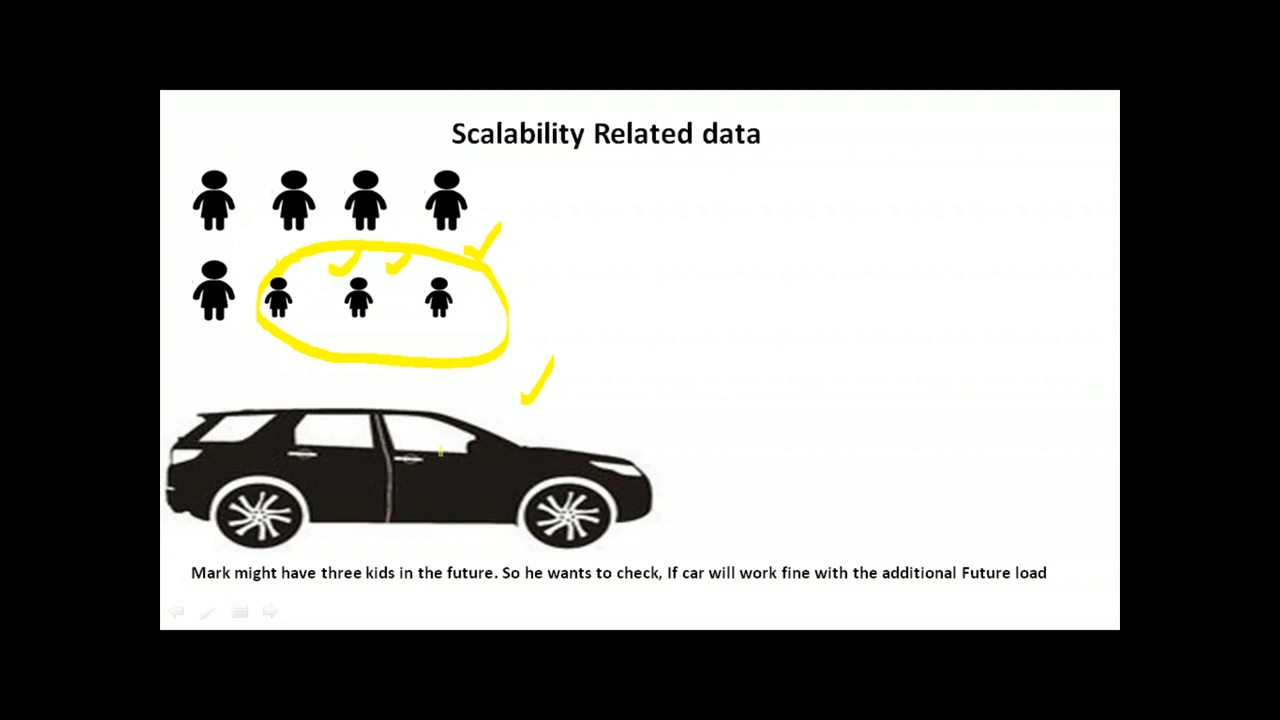 Scalability Related data
Mark might have three kids in the future. So he wants to check, If car will work fine with the additional Future load